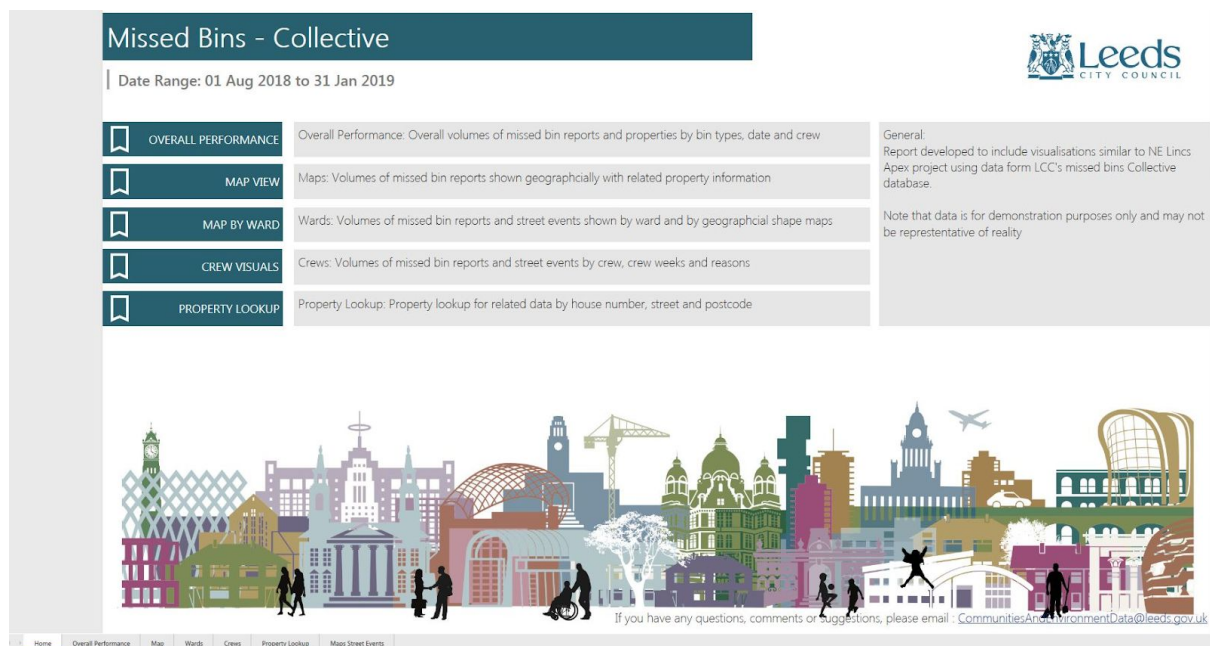 Missed Bins - Collective
Leeds
CITY COUNCIL
Date Range: 01 Aug 2018 to 31 Jan 2019
OVERALL PERFORMANCE
Overall Performance: Overall volumes of missed bin reports and properties by bin types, date and crew
MAP VIEW
Maps: Volumes of missed bin reports shown geographcially with related property information
MAP BY WARD
Wards: Volumes of missed bin reports and street events shown by ward and by geographcial shape maps
CREW VISUALS
Crews: Volumes of missed bin reports and street events by crew, crew weeks and reasons
PROPERTY LOOKUP
Property Lookup: Property lookup for related data by house number, street and postcode
General:
Report developed to include visualisations similar to NE Lincs
Apex project using data form LCC's missed bins Collective
database.
Note that data is for demonstration purposes only and may not
be represtentative of reality
If you have any questions, comments or suggestions, please email : CommunitiesAndEnvironmentData@leeds.gov.uk
Home Overall Performance Map Wards Crews Property Lookup Maps Street Events